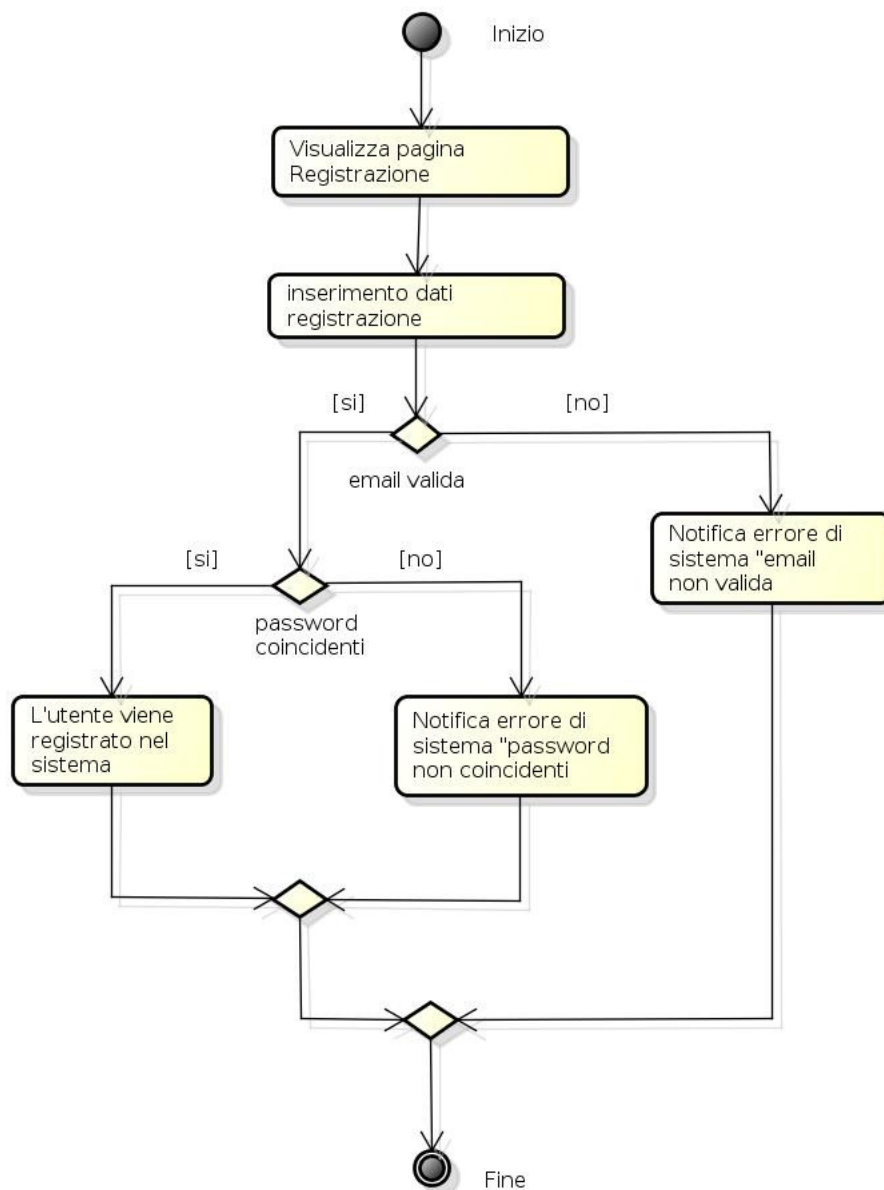 Inizio
Visualizza pagina
Registrazione
inserimento dati
registrazione
[si]
[no]
email valida
Notifica errore di
sistema "email
non valida
[si]
[no]
password
coincidenti
L'utente viene
registrato nel
sistema
Notifica errore di
sistema "password
non coincidenti
Fine